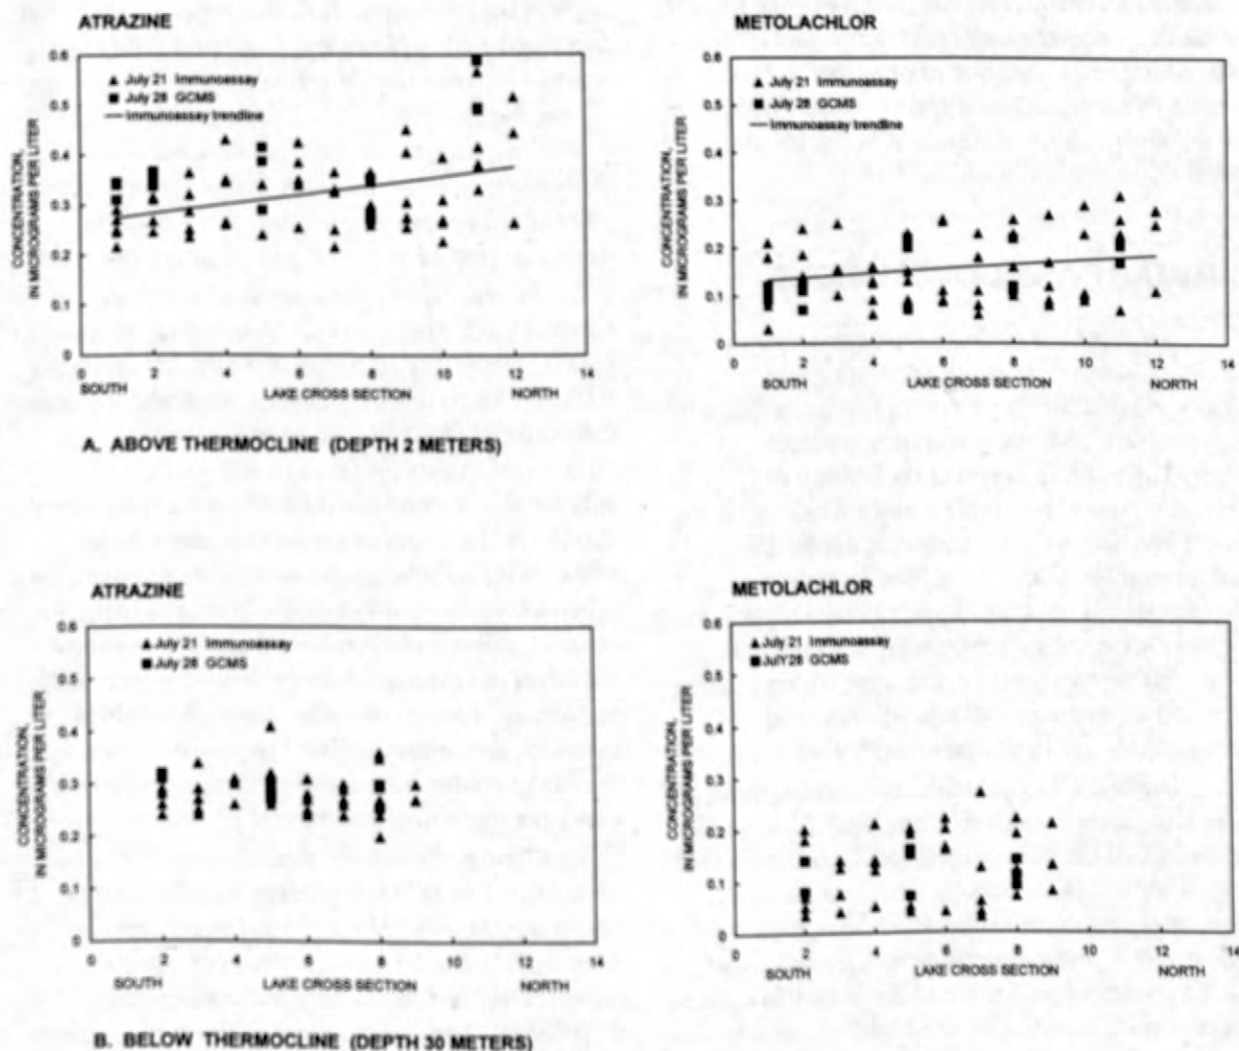 ATRAZINE
0.6
0.5
0.4
0.3
0.2
0.1
0
CONCENTRATION,
IN MICROGRAMS PER LITER
July 21 Immunoassay
July 28 GCMS
Immunoassay trendline
0 2 4 6 8 10 12 14
SOUTH LAKE CROSS SECTION NORTH
METOLACHLOR
0.6
0.5
0.4
0.3
0.2
0.1
0
CONCENTRATION,
IN MICROGRAMS PER LITER
July 21 Immunoassay
July 28 GCMS
Immunoassay trendline
0 2 4 6 8 10 12 14
SOUTH LAKE CROSS SECTION NORTH
A. ABOVE THERMOCLINE (DEPTH 2 METERS)
ATRAZINE
0.6
0.5
0.4
0.3
0.2
0.1
0
CONCENTRATION,
IN MICROGRAMS PER LITER
July 21 Immunoassay
July 28 GCMS
0 2 4 6 8 10 12 14
SOUTH LAKE CROSS SECTION NORTH
METOLACHLOR
0.6
0.5
0.4
0.3
0.2
0.1
0
CONCENTRATION,
IN MICROGRAMS PER LITER
July 21 Immunoassay
JulY28 GCMS
0 2 4 6 8 10 12 14
SOUTH LAKE CROSS SECTION NORTH
B. BELOW THERMOCLINE (DEPTH 30 METERS)